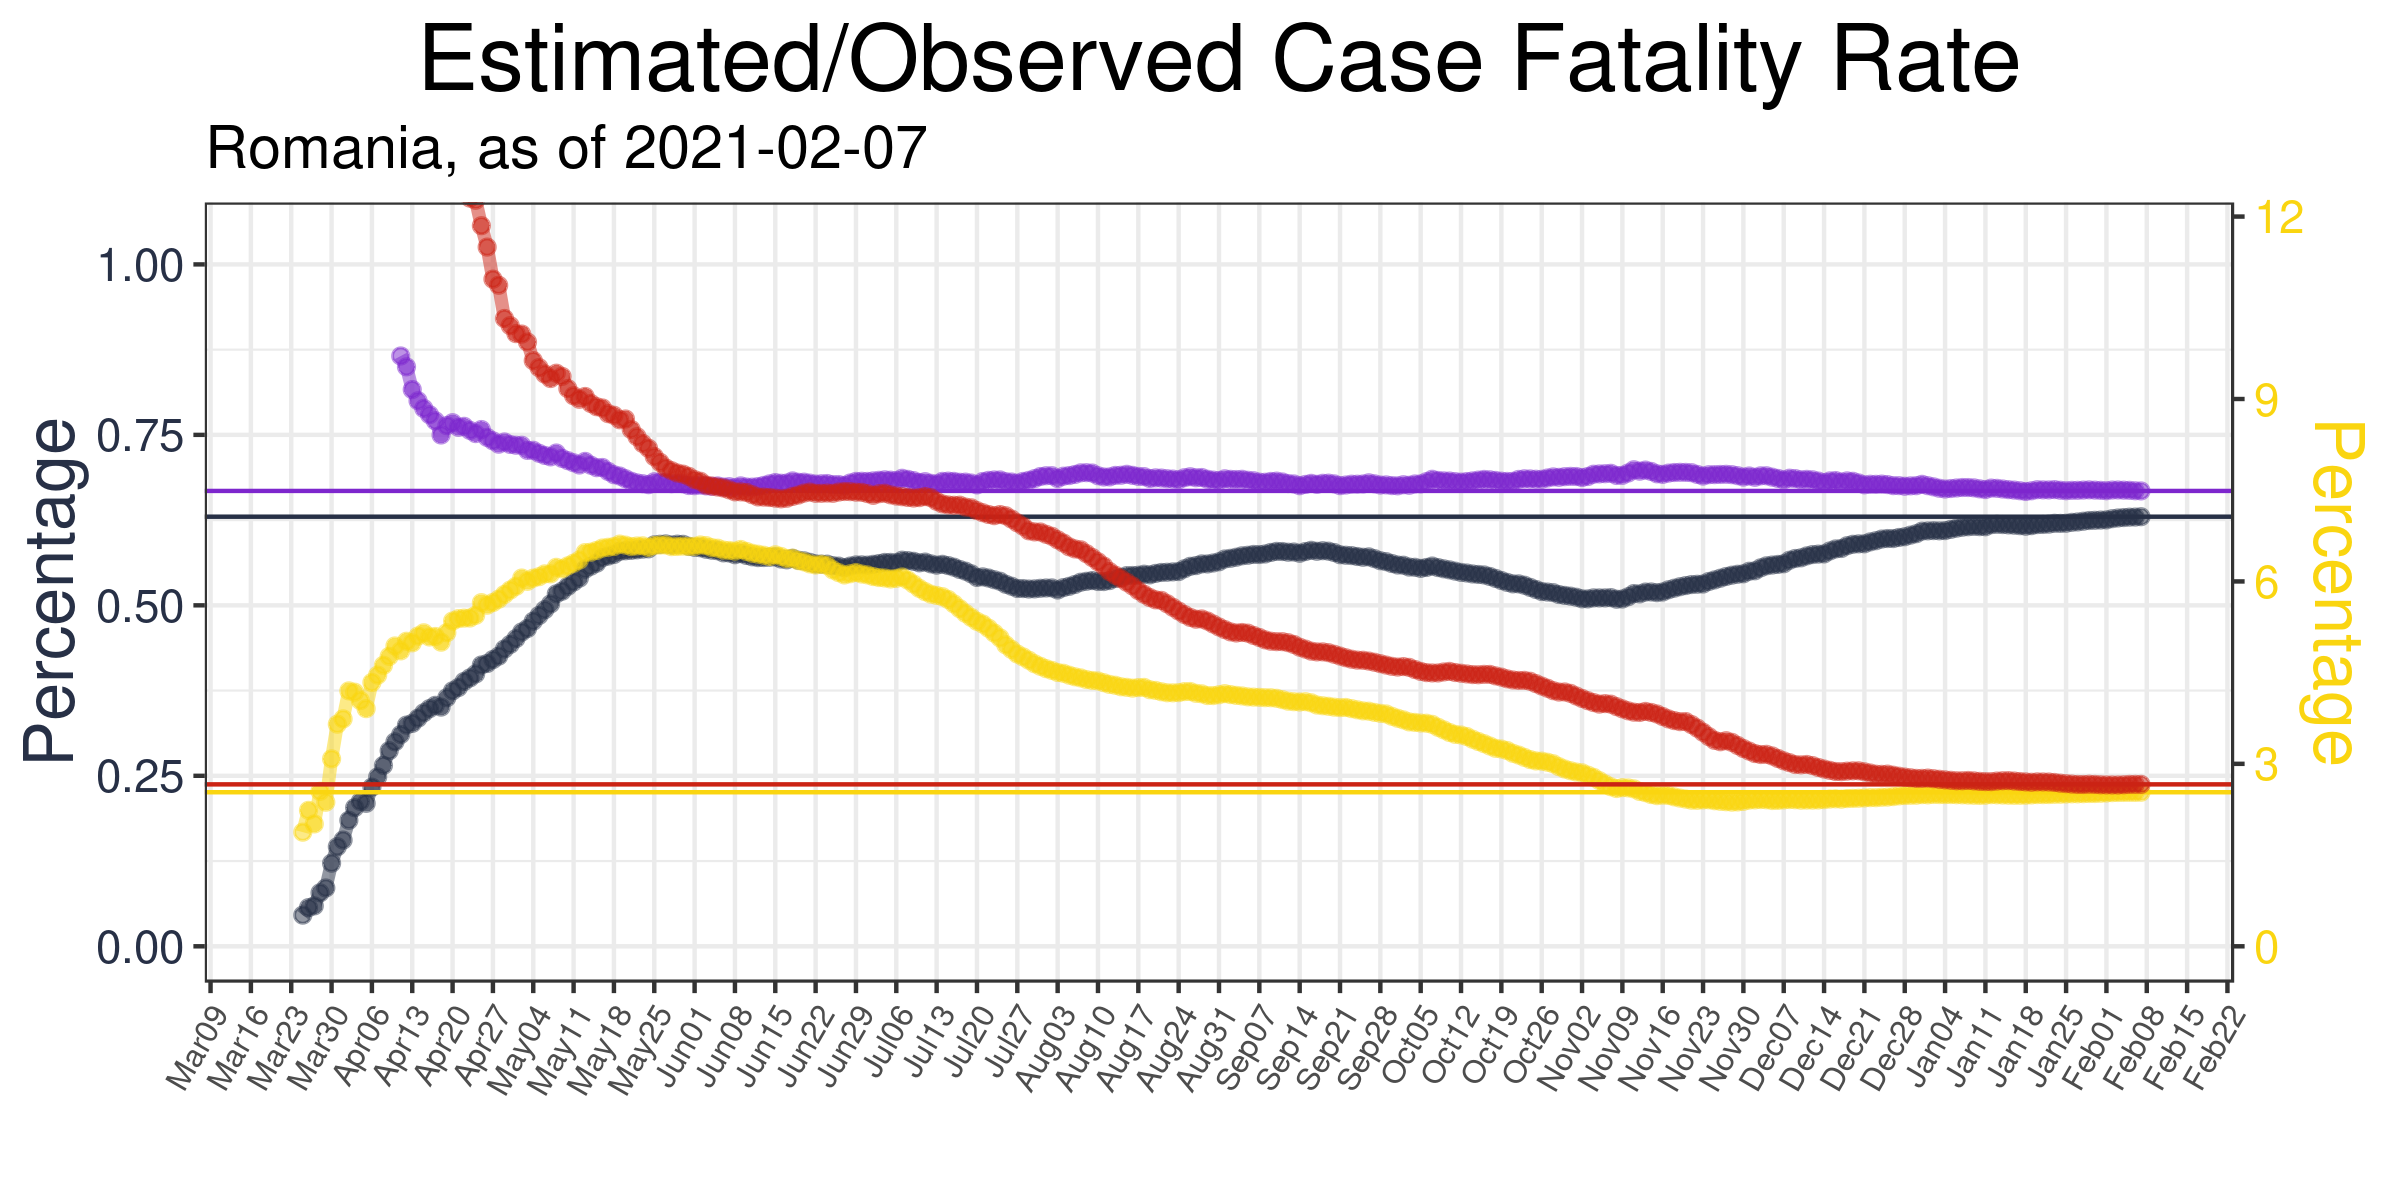 Estimated/Observed Case Fatality Rate
Romania, as of 2021-02-07
Percentage
1.00
0.75
0.50
0.25
0.00
12
9
6
3
0
Percentage
Mar09
Mar16
Mar23
Mar30
Apr06
Apr13
Apr20
Apr27
May04
May11
May18
May25
Jun01
Jun08
Jun15
Jun22
Jun29
Jul06
Jul13
Jul20
Jul27
Aug03
Aug10
Aug17
Aug24
Aug31
Sep07
Sep14
Sep21
Sep28
Oct05
Oct12
Oct19
Oct26
Nov02
Nov09
Nov16
Nov23
Nov30
Dec07
Dec14
Dec21
Dec28
Jan04
Jan11
Jan18
Jan25
Feb01
Feb08
Feb15
Feb22